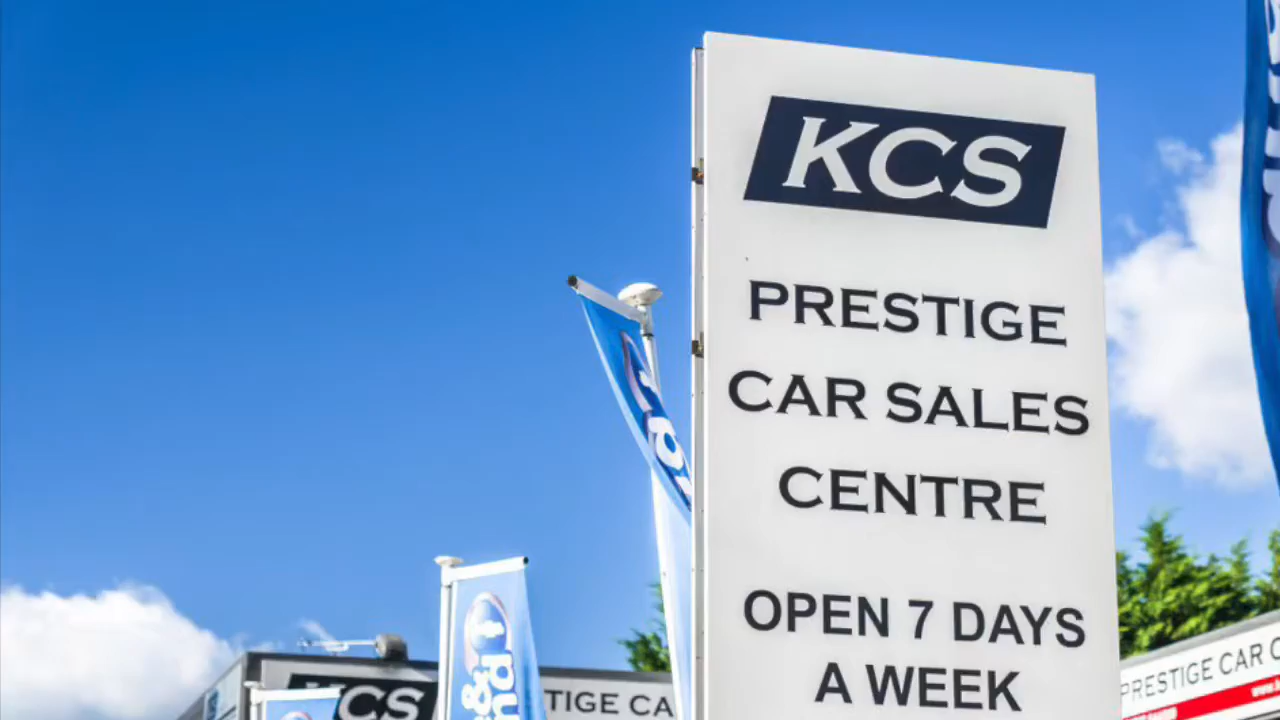 KCS
PRESTIGE
CAR SALES
CENTRE
OPEN 7 DAYS
A WEEK
KCS
TIGE CA
PRESTIGE CAR C